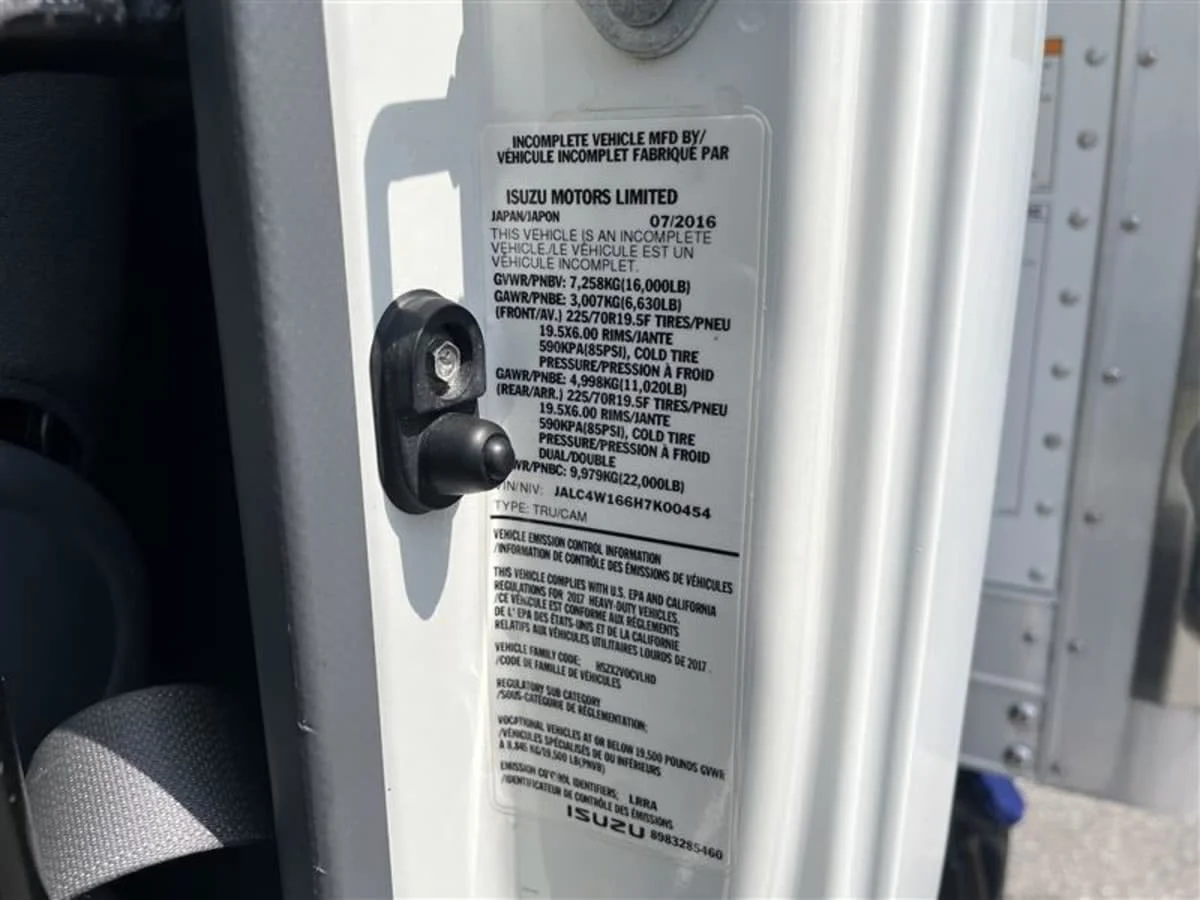 INCOMPLETE VEHICLE MFD BY/
VÉHICULE INCOMPLET FABRIQUÉ PAR
ISUZU MOTORS LIMITED
JAPAN/JAPON 07/2016
THIS VEHICLE IS AN INCOMPLETE
VEHICLE./LE VÉHICULE EST UN
VÉHICULE INCOMPLET.
GVWR/PNBV: 7,258KG(16,000LB)
GAWR/PNBE: 3,007KG(6,630LB)
(FRONT/AV.) 225/70R19.5F TIRES/PNEU
19.5X6.00 RIMS/JANTE
590KPA(85PSI), COLD TIRE
PRESSURE/PRESSION À FROID
GAWR/PNBE: 4,998KG(11,020LB)
(REAR/ARR.) 225/70R19.5F TIRES/PNEU
19.5X6.00 RIMS/JANTE
590KPA(85PSI), COLD TIRE
PRESSURE/PRESSION À FROID
DUAL/DOUBLE
WR/PNBC: 9,979KG(22,000LB)
VIN/NIV: JALC4W166H7K00454
TYPE: TRU/CAM
VEHICLE EMISSION CONTROL INFORMATION
/INFORMATION DE CONTRÔLE DES ÉMISSIONS DE VÉHICULES
THIS VEHICLE COMPLIES WITH U.S. EPA AND CALIFORNIA
REGULATIONS FOR 2017 HEAVY-DUTY VEHICLES.
/CE VÉHICULE EST CONFORME AUX RÈGLEMENTS
DE L' EPA DES ÉTATS-UNIS ET DE LA CALIFORNIE
RELATIFS AUX VÉHICULES UTILITAIRES LOURDS DE 2017.
VEHICLE FAMILY CODE; HSZX2VOCVLHD
/CODE DE FAMILLE DE VÉHICULES
REGULATORY SUB CATEGORY
/SOUS-CATÉGORIE DE RÉGLEMENTATION;
VOCATIONAL VEHICLES AT OR BELOW 19,500 POUNDS GVWR
/VÉHICULES SPÉCIALISÉS DE OU INFÉRIEURS
À 8,845 KG/19,500 LB(PNVB)
EMISSION CONTROL IDENTIFIERS; LRRA
/IDENTIFICATEUR DE CONTRÔLE DES ÉMISSIONS
ISUZU 8983285460